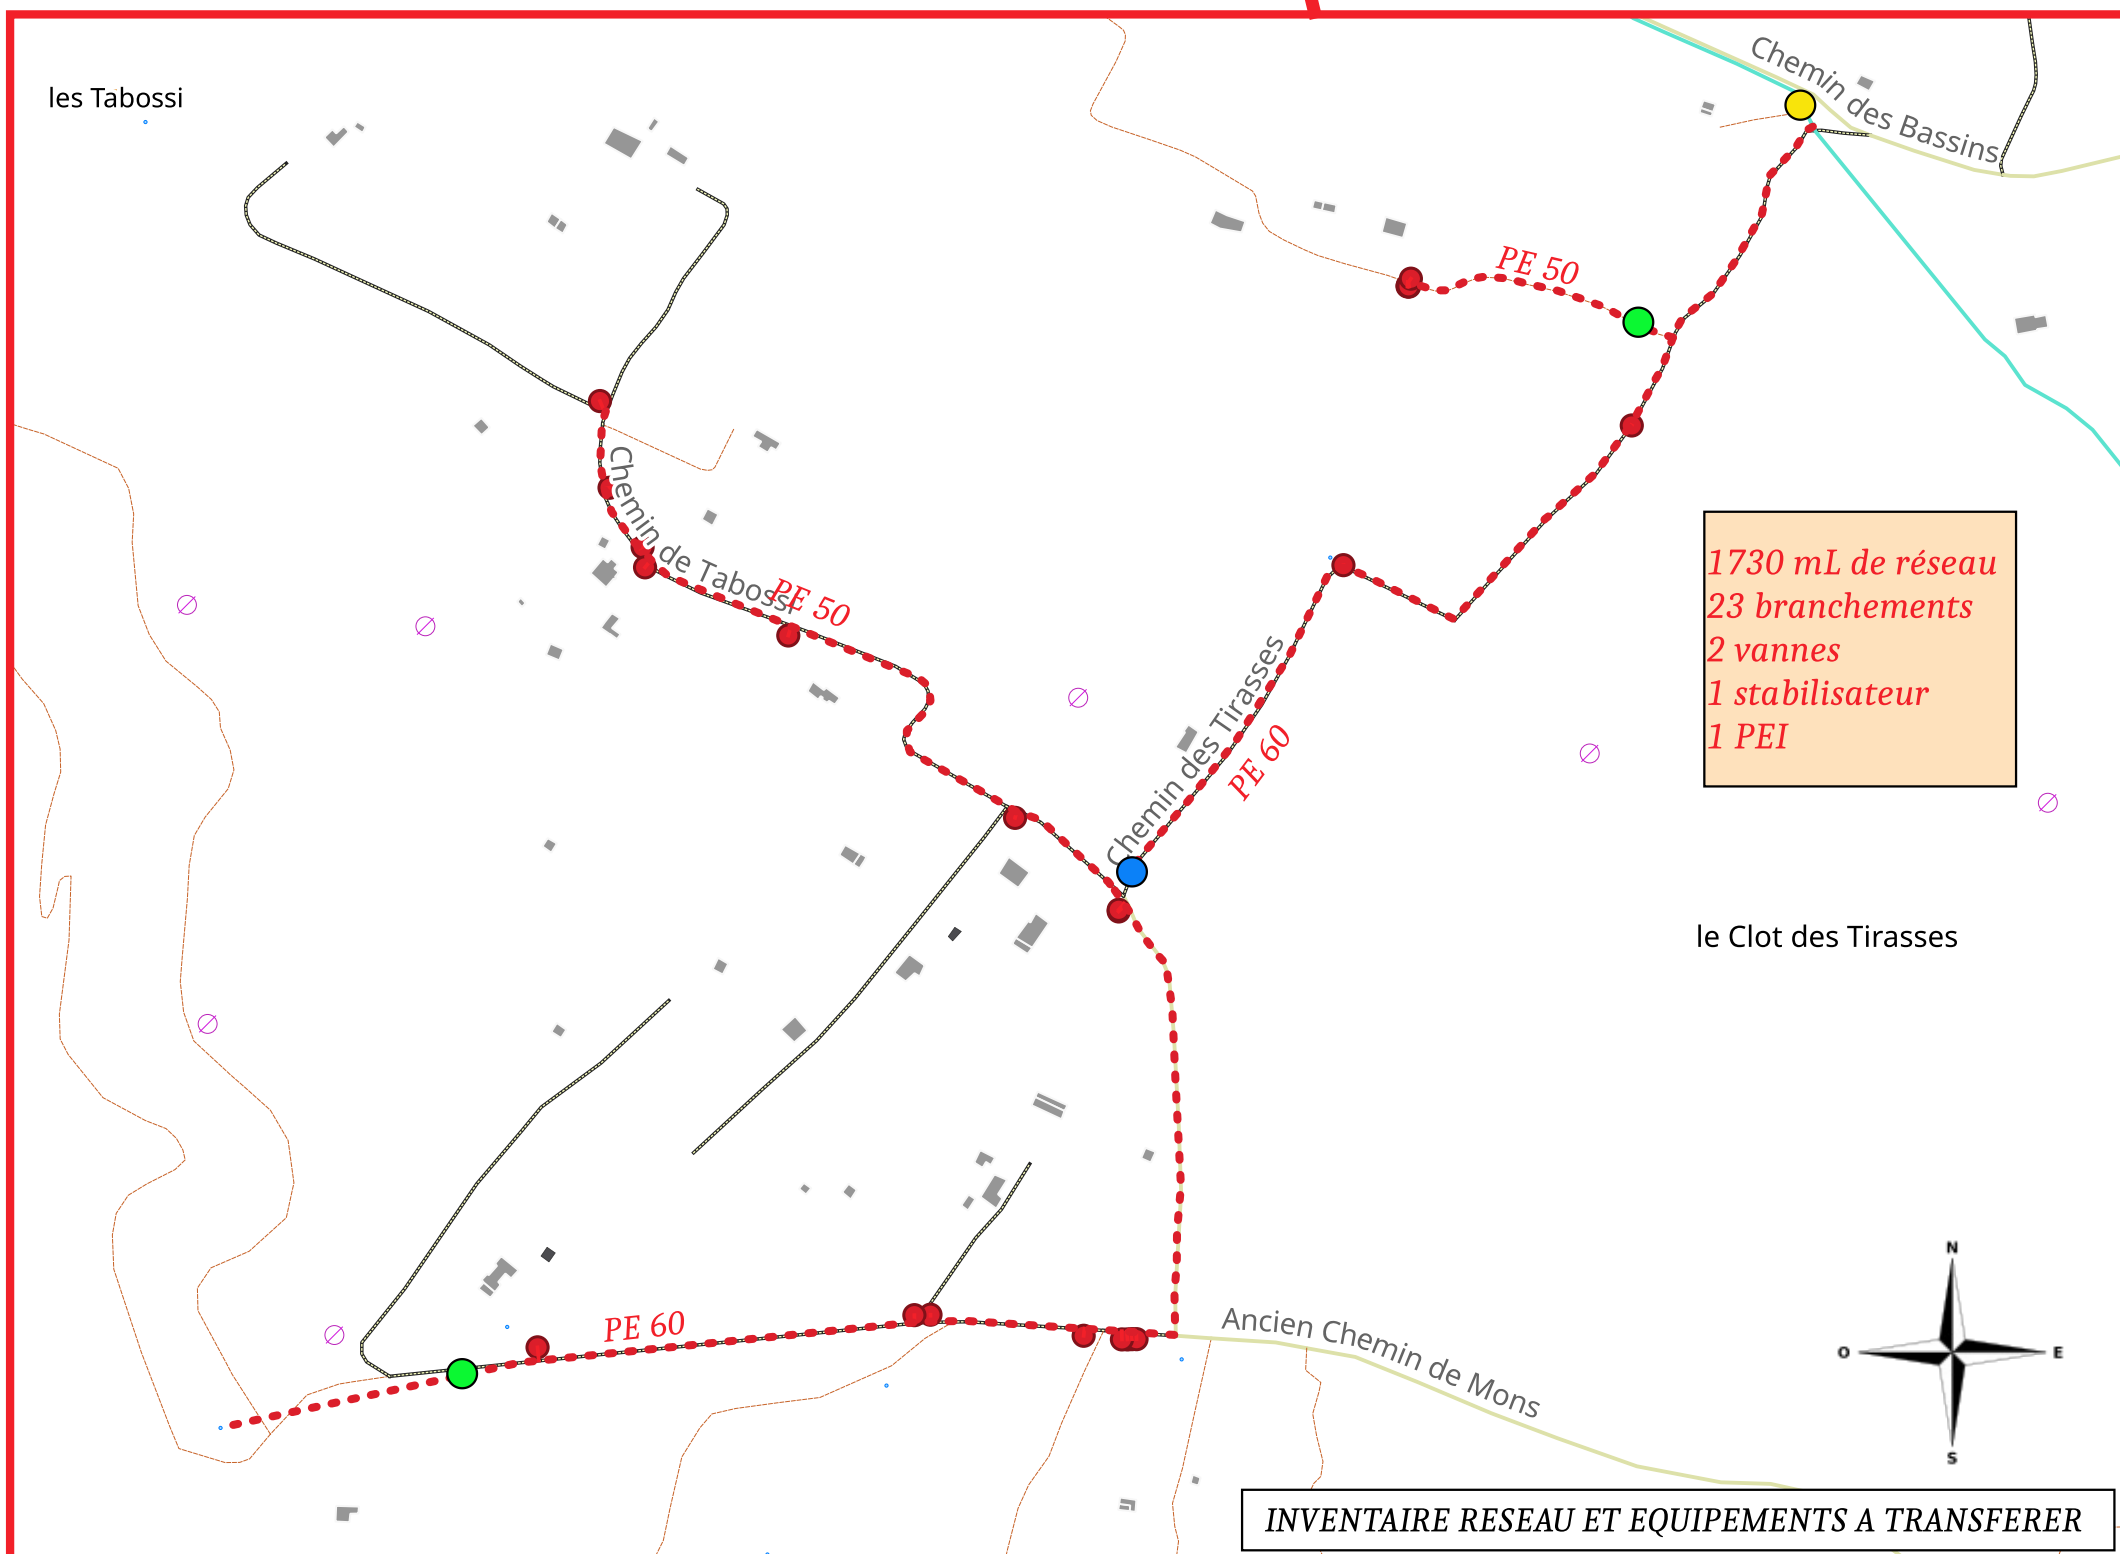 Chemin des Bassins
les Tabossi
PE 50
Chemin de Tabossi
PE 50
1730 mL de réseau
23 branchements
2 vannes
1 stabilisateur
1 PEI
Chemin des Tirasses
PE 60
le Clot des Tirasses
N
O
E
S
PE 60
Ancien Chemin de Mons
INVENTAIRE RESEAU ET EQUIPEMENTS A TRANSFERER